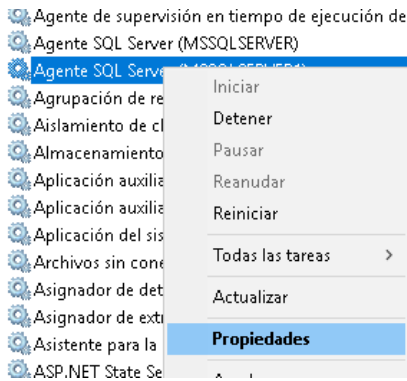 Agente de supervisión en tiempo de ejecución de
Agente SQL Server (MSSQLSERVER)
Agente SQL Server (MSSQLSERVER1)
Agrupación de re
Aislamiento de cl
Almacenamiento
Aplicación auxilia
Aplicación auxilia
Aplicación del sis
Archivos sin cone
Asignador de det
Asignador de extr
Asistente para la
ASP.NET State Se
Iniciar
Detener
Pausar
Reanudar
Reiniciar
Todas las tareas
Actualizar
Propiedades